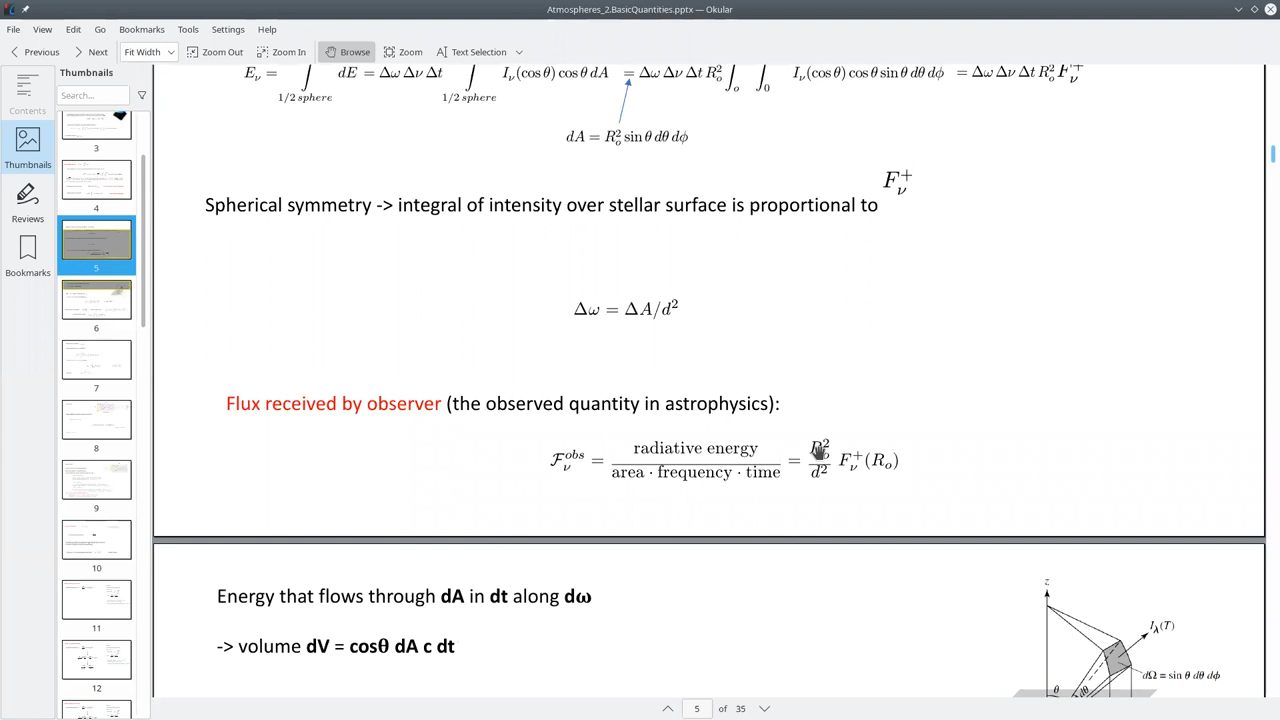 Atmospheres_2.BasicQuantities.pptx — Okular
File View Edit Go Bookmarks Tools Settings Help
Previous Next Fit Width Zoom Out Zoom In Browse Zoom Text Selection
Thumbnails
Search...
Contents
Thumbnails
Reviews
Bookmarks
3
4
5
6
7
8
9
10
11
12
E_ν = ∫ dE = Δω Δν Δt ∫ I_ν(cos θ) cos θ dA = Δω Δν Δt R_o^2 ∫_o ∫_0 I_ν(cos θ) cos θ sin θ dθ dϕ = Δω Δν Δt R_o^2 F_ν^+
1/2 sphere 1/2 sphere
dA = R_o^2 sin θ dθ dϕ
Spherical symmetry -> integral of intensity over stellar surface is proportional to F_ν^+
Δω = ΔA/d^2
Flux received by observer (the observed quantity in astrophysics):
ℱ_ν^obs = radiative energy / area · frequency · time = R_o^2 / d^2 F_ν^+(R_o)
Energy that flows through dA in dt along dω
-> volume dV = cosθ dA c dt
z
I_λ(T)
dΩ = sin θ dθ dϕ
θ dθ
5 of 35